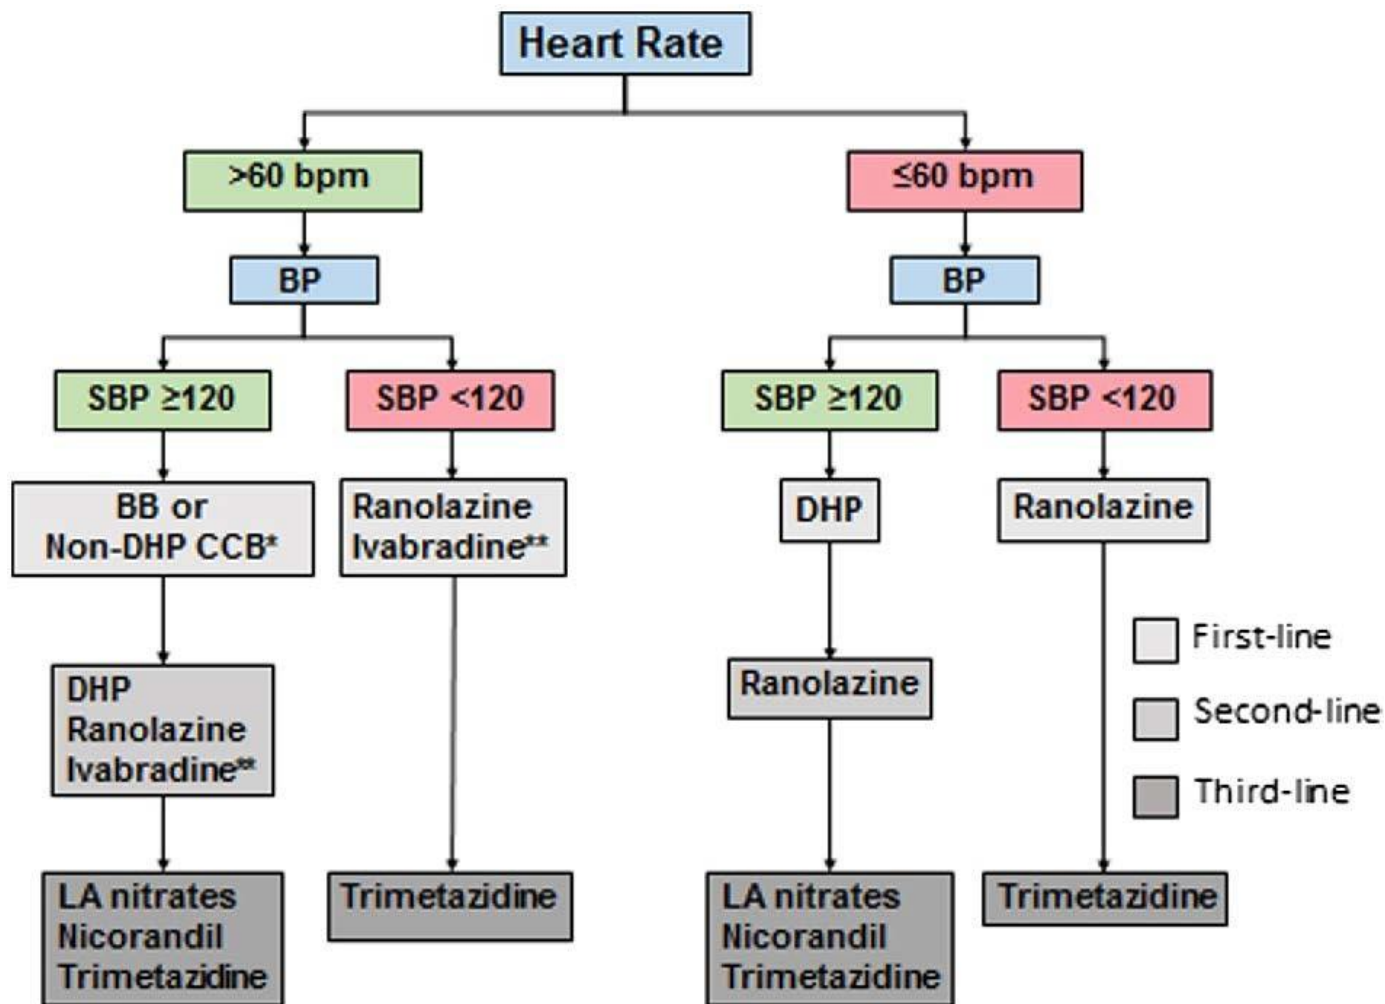 Heart Rate
>60 bpm
≤60 bpm
BP
BP
SBP ≥120
SBP <120
SBP ≥120
SBP <120
BB or
Non-DHP CCB*
Ranolazine
Ivabradine**
DHP
Ranolazine
DHP
Ranolazine
Ivabradine**
Ranolazine
First-line
Second-line
Third-line
LA nitrates
Nicorandil
Trimetazidine
Trimetazidine
LA nitrates
Nicorandil
Trimetazidine
Trimetazidine